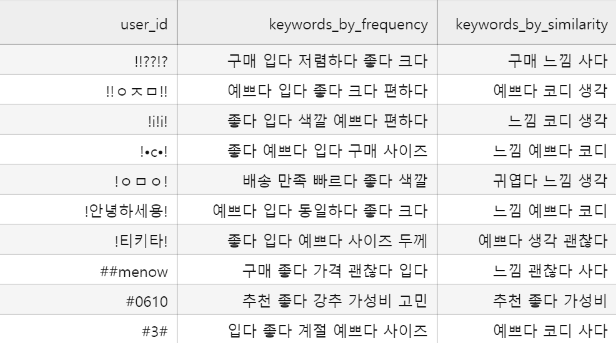 user_id keywords_by_frequency keywords_by_similarity
!!??!? 구매 입다 저렴하다 좋다 크다 구매 느낌 사다
!!ㅇㅈㅁ!! 예쁘다 입다 좋다 크다 편하다 예쁘다 코디 생각
!i!i! 좋다 입다 색깔 예쁘다 편하다 느낌 코디 생각
!•c•! 좋다 예쁘다 입다 구매 사이즈 느낌 예쁘다 코디
!ㅇㅁㅇ! 배송 만족 빠르다 좋다 색깔 귀엽다 느낌 생각
!안녕하세용! 예쁘다 입다 동일하다 좋다 크다 느낌 예쁘다 코디
!티키타! 좋다 입다 예쁘다 사이즈 두께 예쁘다 생각 괜찮다
##menow 구매 좋다 가격 괜찮다 입다 느낌 괜찮다 사다
#0610 추천 좋다 강추 가성비 고민 추천 좋다 가성비
#3# 입다 좋다 계절 예쁘다 사이즈 예쁘다 코디 사다